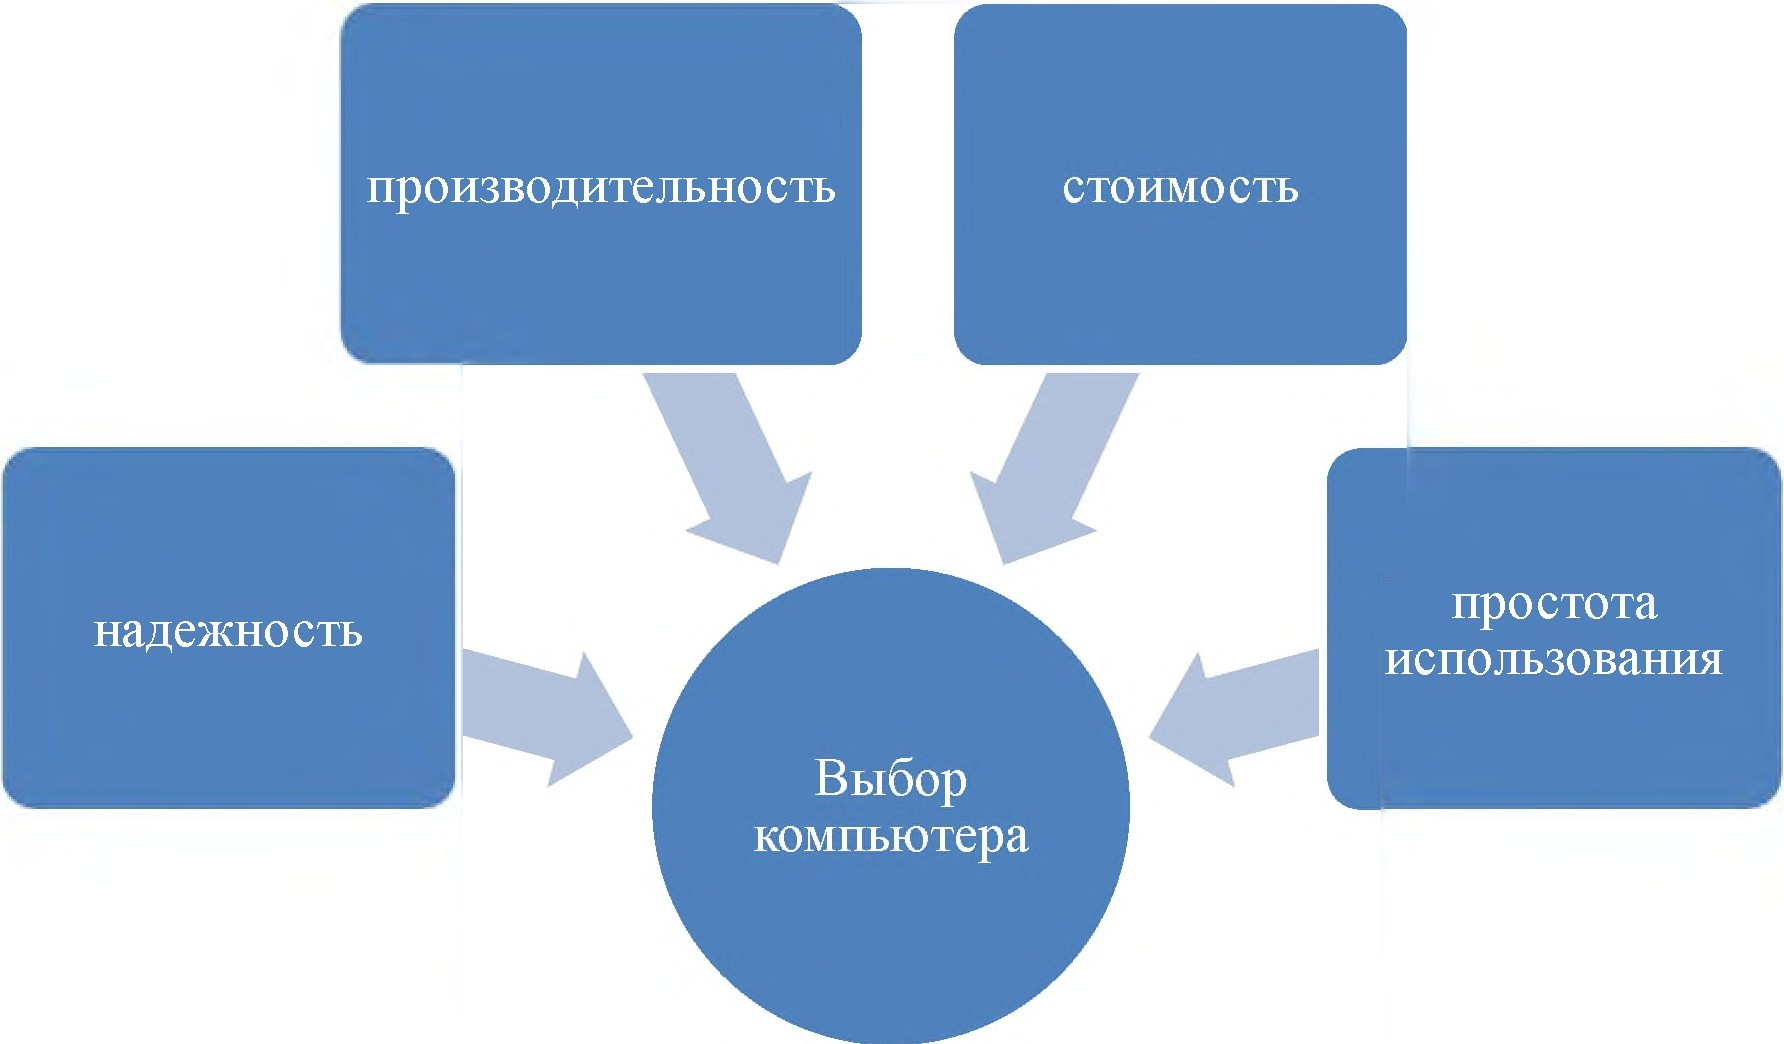 производительность
стоимость
надежность
простота
использования
Выбор
компьютера